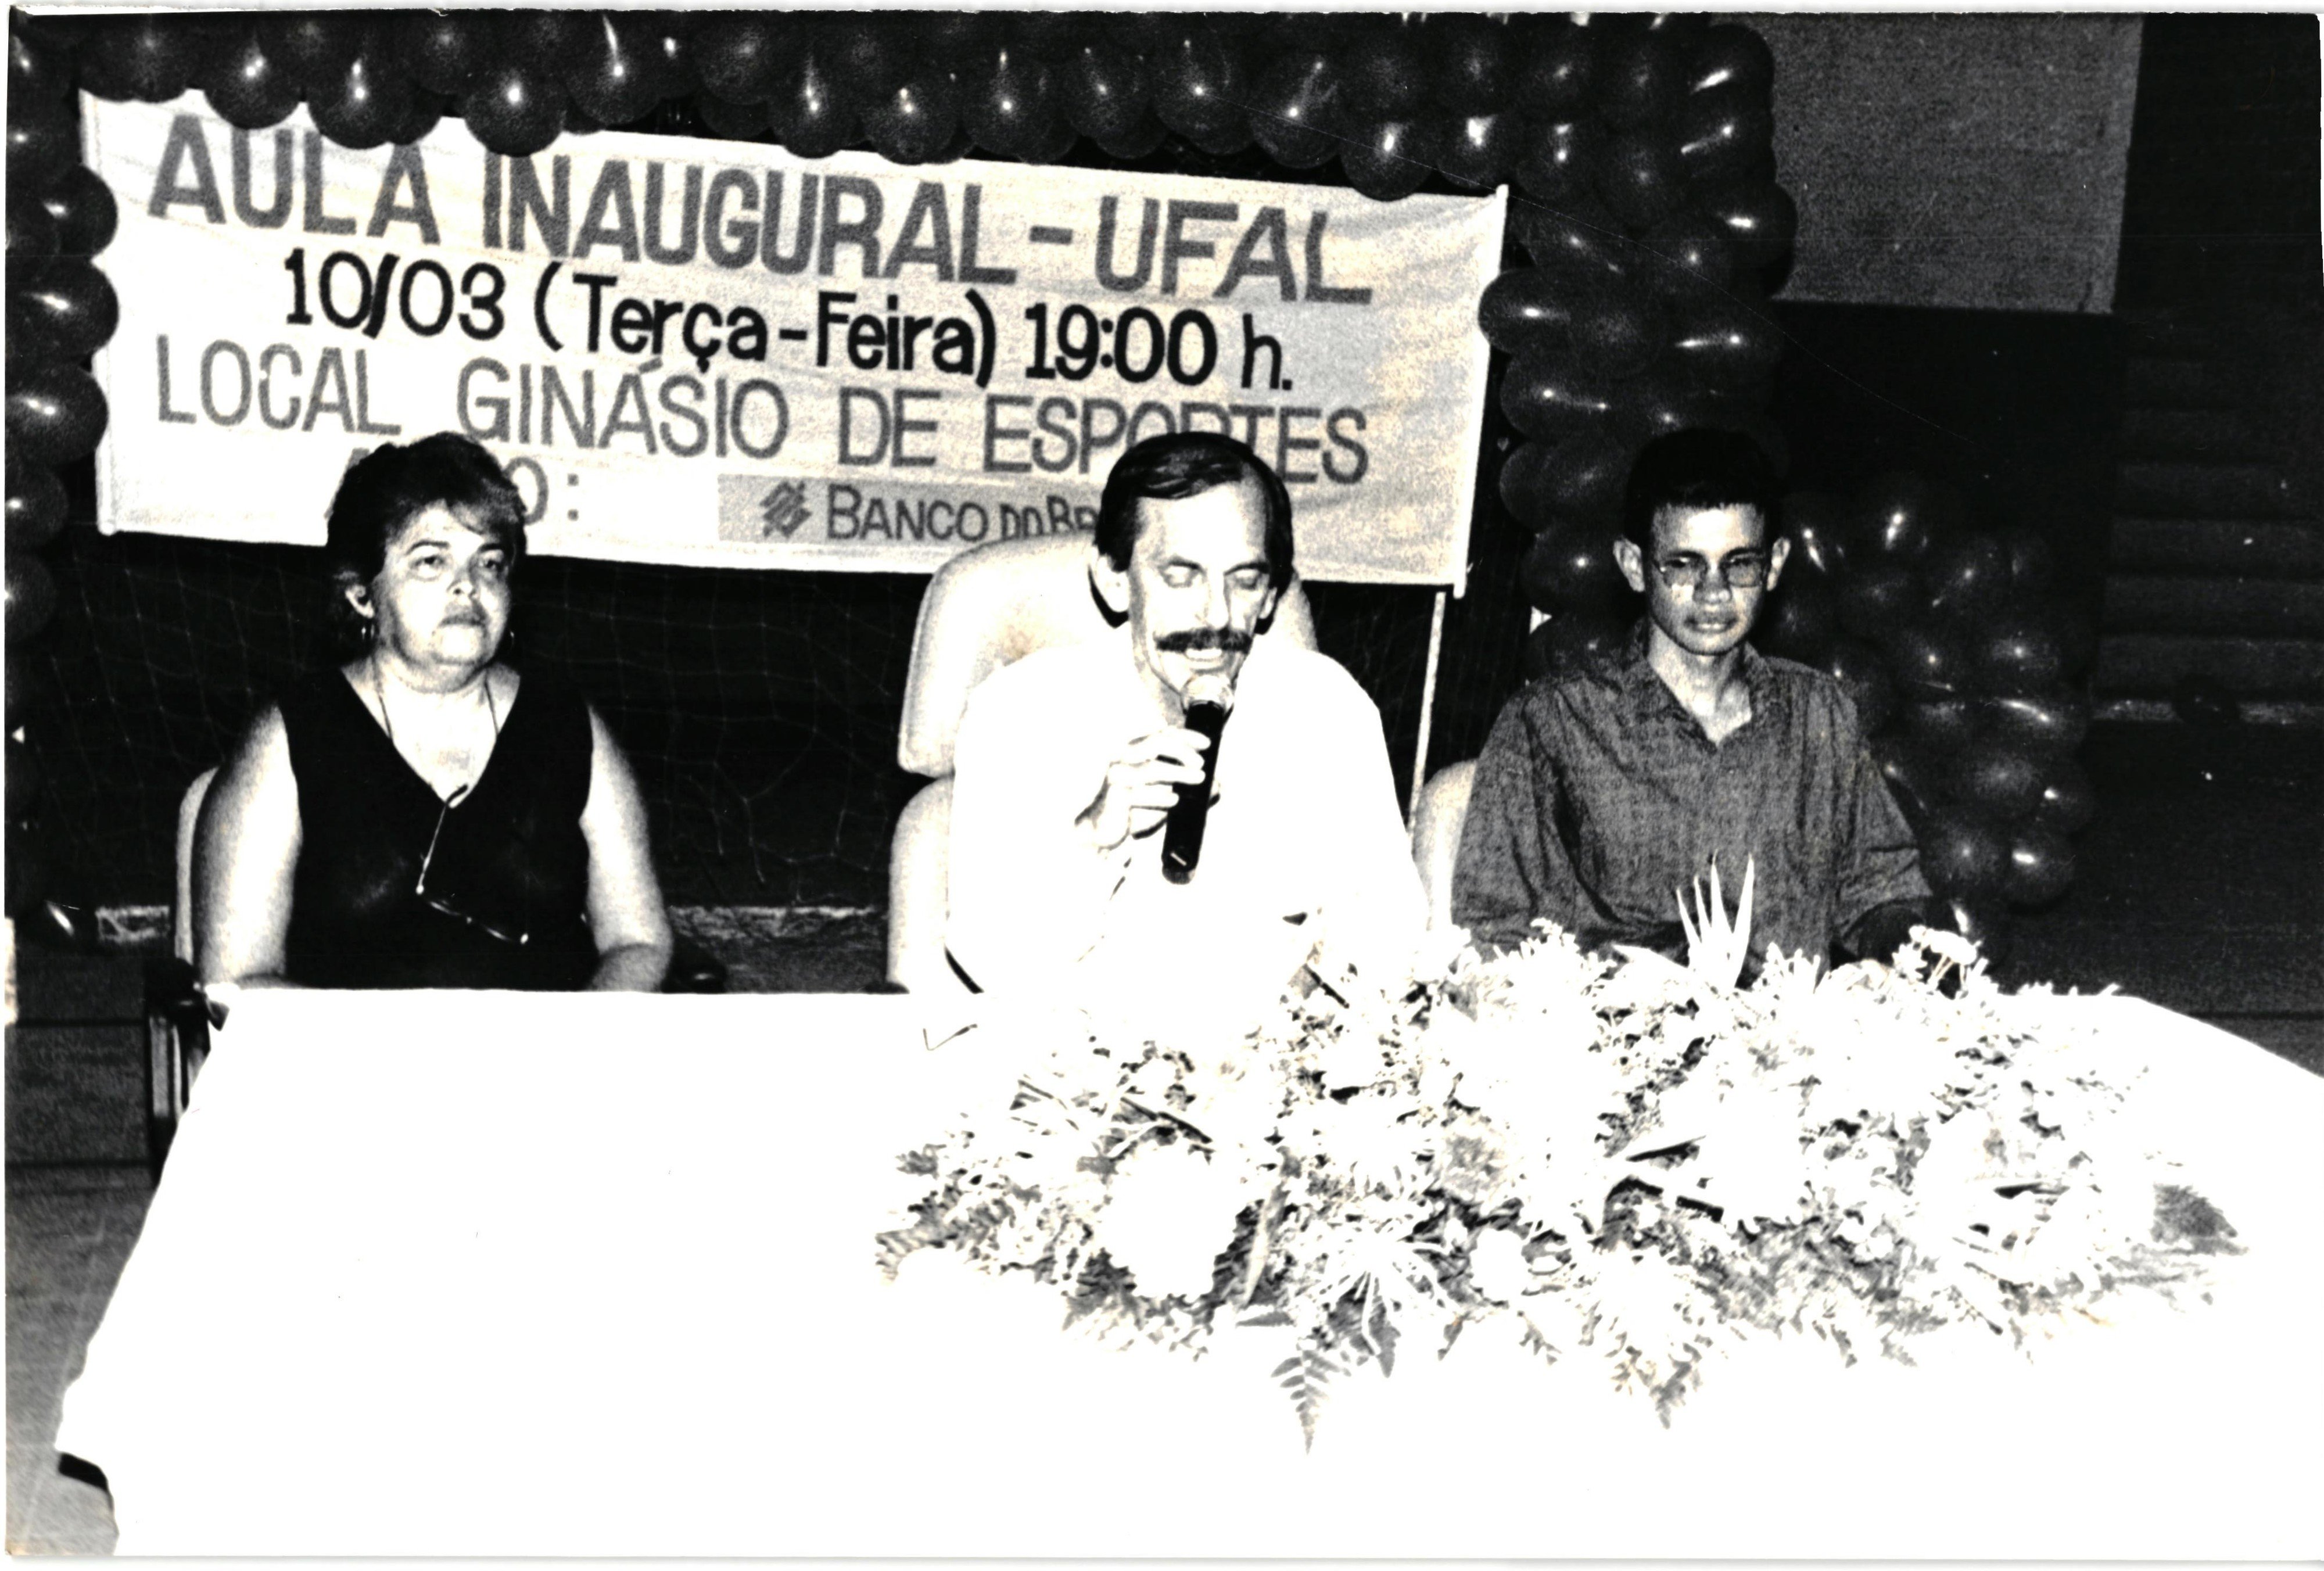 AULA INAUGURAL - UFAL
10/03 (Terça-Feira) 19:00 h.
LOCAL GINÁSIO DE ESPORTES
BANCO DO